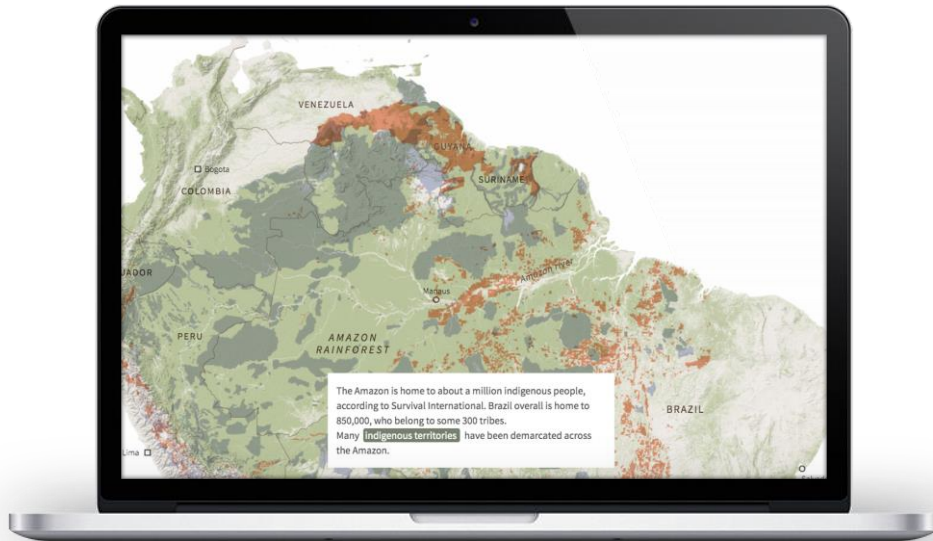 VENEZUELA
GUYANA
SURINAME
Bogota
COLOMBIA
UADOR
Amazon River
Manaus
PERU
AMAZON
RAINFOREST
The Amazon is home to about a million indigenous people,
according to Survival International. Brazil overall is home to
850,000, who belong to some 300 tribes.
Many indigenous territories have been demarcated across
the Amazon.
BRAZIL
Lima